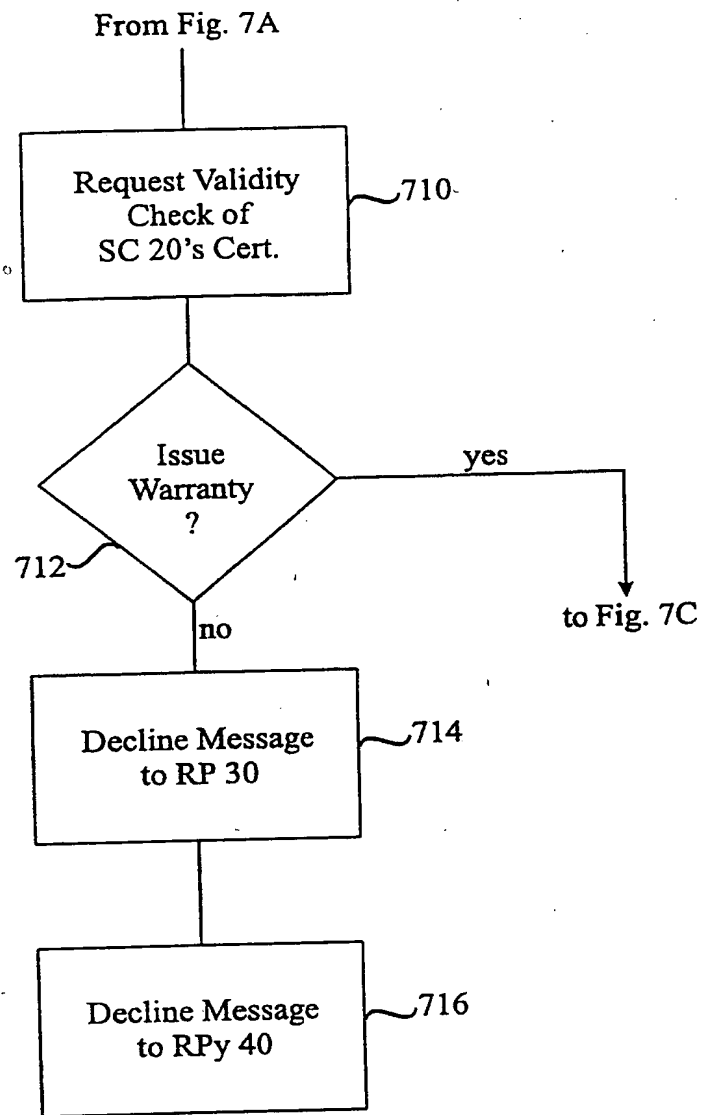 From Fig. 7A
Request Validity
Check of
SC 20's Cert.
710
Issue
Warranty
?
yes
712
to Fig. 7C
no
Decline Message
to RP 30
714
Decline Message
to RPy 40
716